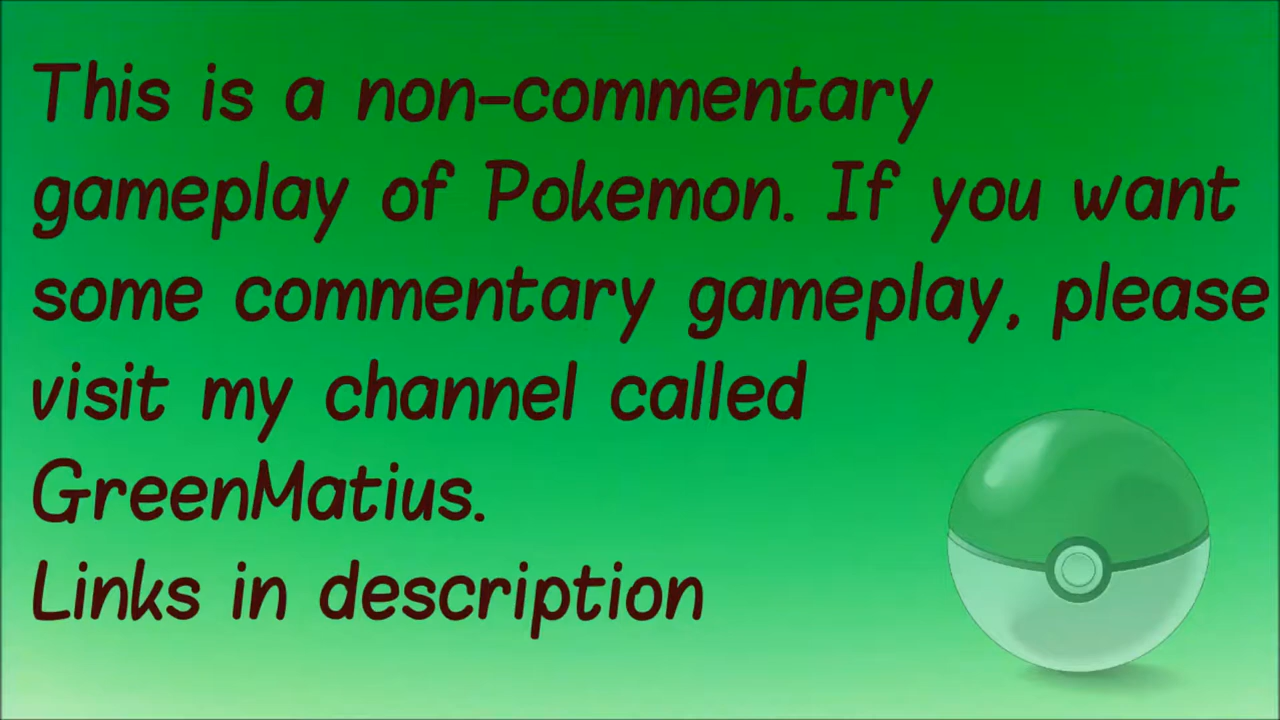 This is a non-commentary
gameplay of Pokemon. If you want
some commentary gameplay, please
visit my channel called
GreenMatius.
Links in description